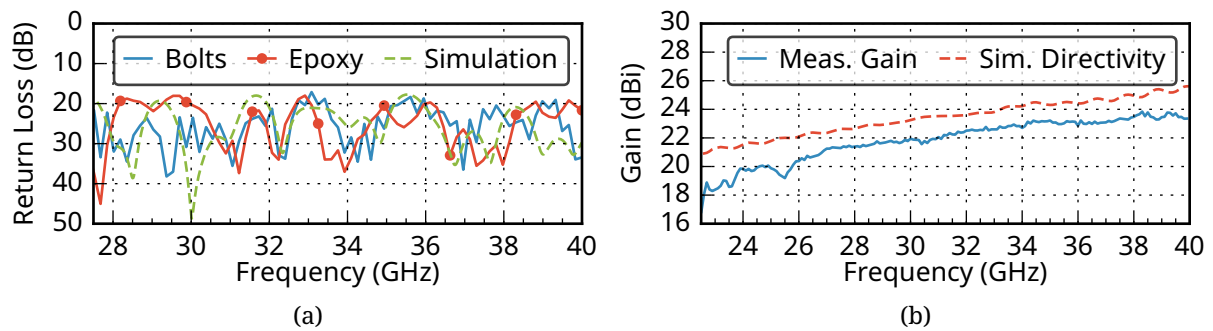 Return Loss (dB)
0
10
20
30
40
50
Bolts Epoxy Simulation
28 30 32 34 36 38 40
Frequency (GHz)
(a)
Gain (dBi)
30
28
26
24
22
20
18
16
Meas. Gain Sim. Directivity
24 26 28 30 32 34 36 38 40
Frequency (GHz)
(b)